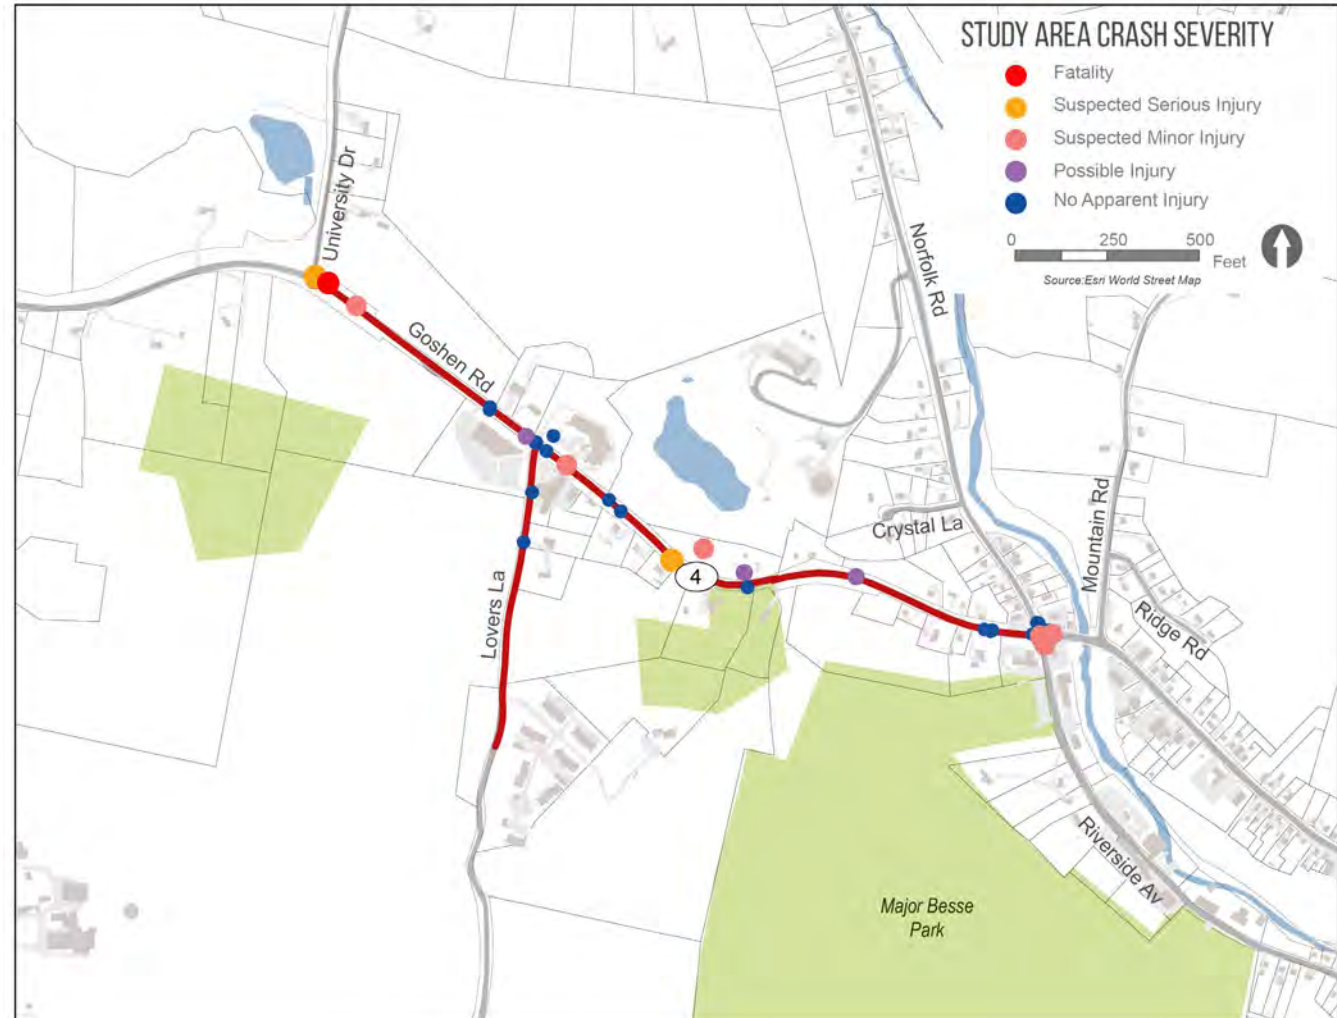 STUDY AREA CRASH SEVERITY
Fatality
Suspected Serious Injury
Suspected Minor Injury
Possible Injury
No Apparent Injury
0 250 500
Feet
Source:Esri World Street Map
University Dr
Norfolk Rd
Goshen Rd
Crystal La
Mountain Rd
4
Ridge Rd
Lovers La
Riverside Av
Major Besse
Park